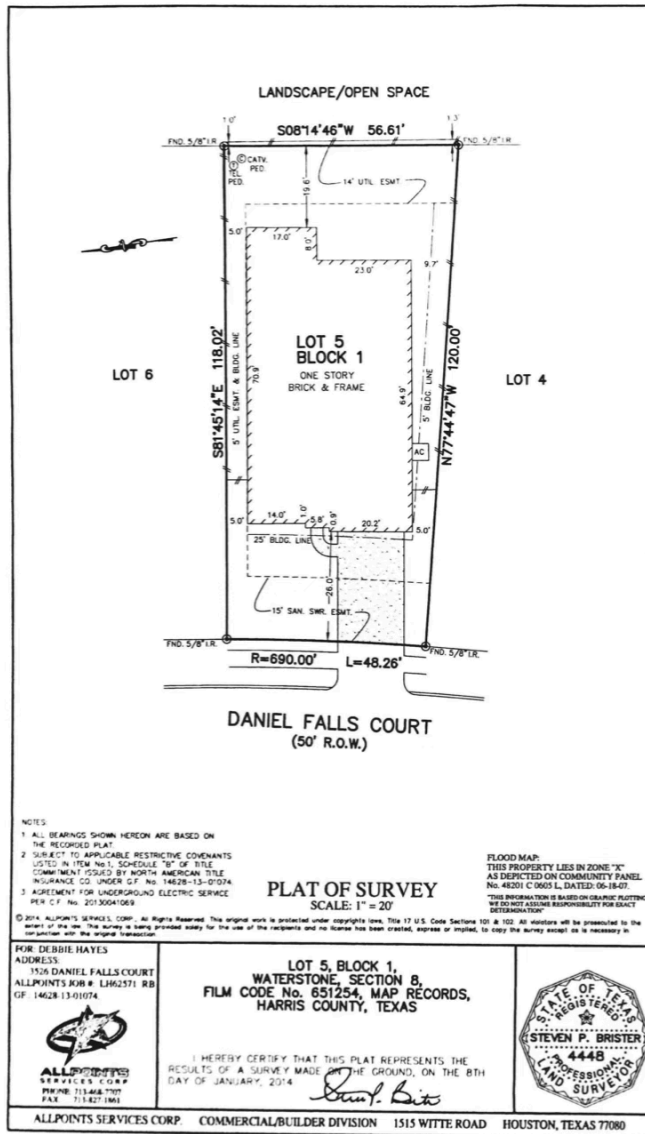 LANDSCAPE/OPEN SPACE
1.0'
S08°14'46"W 56.61'
1.3'
FND. 5/8" I.R.
FND. 5/8" I.R.
CATV.
PED.
TEL.
PED.
14' UTIL ESMT.
19.6'
5.0'
17.0'
8.0'
23.0'
9.7'
LOT 6
S81°45'14"E 118.02'
5' UTIL ESMT & BLDG. LINE
70.9'
LOT 5
BLOCK 1
ONE STORY
BRICK & FRAME
64.9'
5' BLDG. LINE
N77°44'47"W 120.00'
LOT 4
AC
5.0'
14.0'
1.0'
5.8'
0.9'
20.2'
5.0'
25' BLDG. LINE
26.0'
15' SAN. SWR. ESMT.
FND. 5/8" I.R.
FND. 5/8" I.R.
R=690.00' L=48.26'
DANIEL FALLS COURT
(50' R.O.W.)
NOTES:
1 ALL BEARINGS SHOWN HEREON ARE BASED ON
THE RECORDED PLAT.
2 SUBJECT TO APPLICABLE RESTRICTIVE COVENANTS
LISTED IN ITEM No.1, SCHEDULE "B" OF TITLE
COMMITMENT ISSUED BY NORTH AMERICAN TITLE
INSURANCE CO. UNDER G.F. No. 14628-13-01074.
3 AGREEMENT FOR UNDERGROUND ELECTRIC SERVICE
PER C.F. No. 20130041069.
PLAT OF SURVEY
SCALE: 1" = 20'
FLOOD MAP:
THIS PROPERTY LIES IN ZONE "X"
AS DEPICTED ON COMMUNITY PANEL
No. 48201 C 0605 L, DATED: 06-18-07.
"THIS INFORMATION IS BASED ON GRAPHIC PLOTTING
WE DO NOT ASSUME RESPONSIBILITY FOR EXACT
DETERMINATION"
© 2014, ALLPOINTS SERVICES, CORP., All Rights Reserved. This original work is protected under copyrights laws, Title 17 U.S. Code Sections 101 & 102. All violators will be prosecuted to the
extent of the law. This survey is being provided solely for the use of the recipients and no license has been created, express or implied, to copy the survey except as is necessary in
conjunction with the original transaction.
FOR: DEBBIE HAYES
ADDRESS:
3526 DANIEL FALLS COURT
ALLPOINTS JOB #: LH62571 RB
GF: 14628-13-01074
ALLPOINTS
SERVICES CORP
PHONE: 713-468-7707
FAX: 713-827-1861
LOT 5, BLOCK 1,
WATERSTONE, SECTION 8,
FILM CODE No. 651254, MAP RECORDS,
HARRIS COUNTY, TEXAS
I HEREBY CERTIFY THAT THIS PLAT REPRESENTS THE
RESULTS OF A SURVEY MADE ON THE GROUND, ON THE 8TH
DAY OF JANUARY, 2014
STATE OF TEXAS
REGISTERED
STEVEN P. BRISTER
4448
PROFESSIONAL
LAND SURVEYOR
ALLPOINTS SERVICES CORP. COMMERCIAL/BUILDER DIVISION 1515 WITTE ROAD HOUSTON, TEXAS 77080